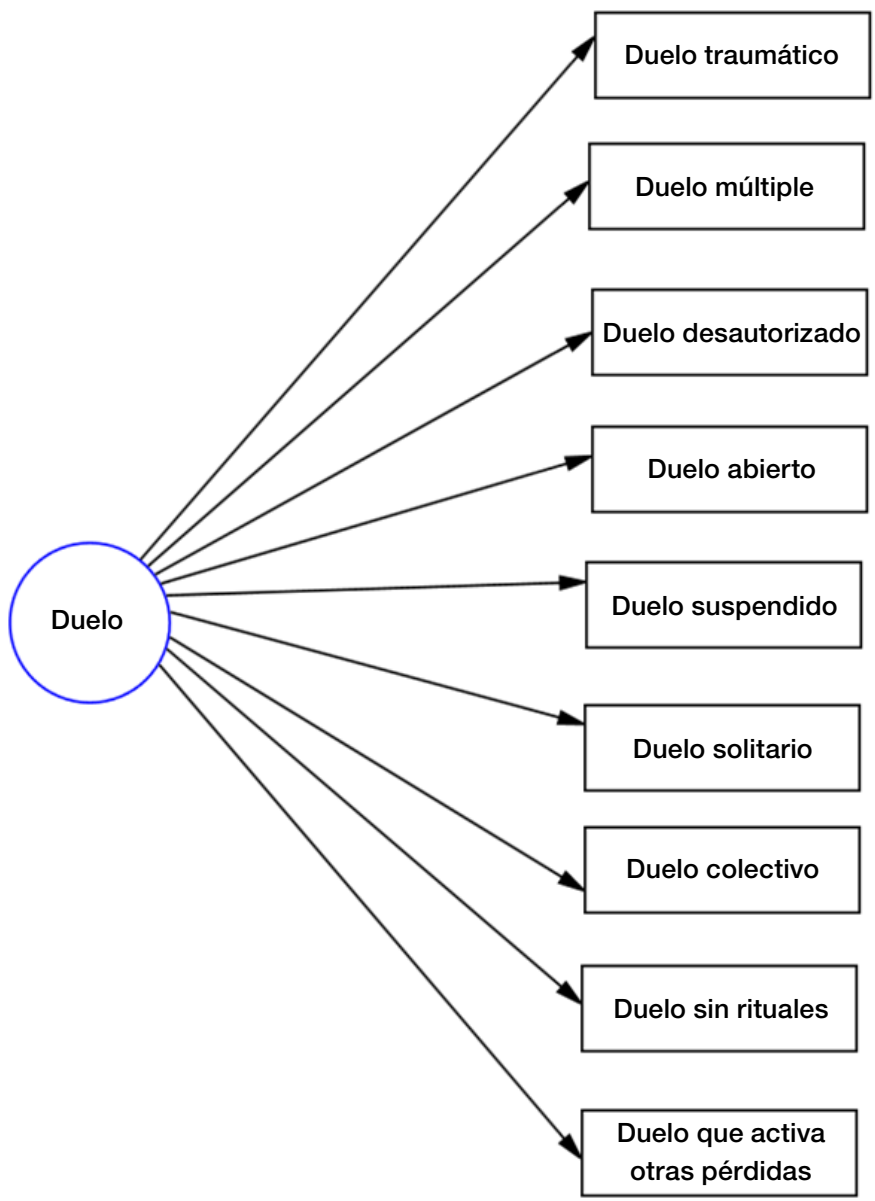 Duelo traumático
Duelo múltiple
Duelo desautorizado
Duelo abierto
Duelo
Duelo suspendido
Duelo solitario
Duelo colectivo
Duelo sin rituales
Duelo que activa
otras pérdidas